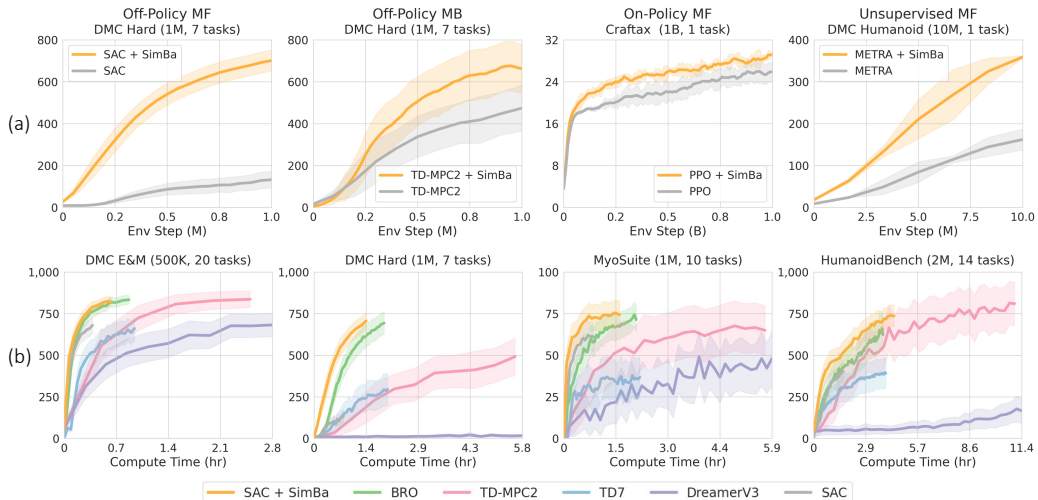 Off-Policy MF
DMC Hard (1M, 7 tasks)
800
600
400
200
0
0
0.2
0.5
0.8
1.0
Env Step (M)
SAC + SimBa
SAC
Off-Policy MB
DMC Hard (1M, 7 tasks)
800
600
400
200
0
0
0.2
0.5
0.8
1.0
Env Step (M)
TD-MPC2 + SimBa
TD-MPC2
On-Policy MF
Craftax (1B, 1 task)
32
24
16
8
0
0
0.2
0.5
0.8
1.0
Env Step (B)
PPO + SimBa
PPO
Unsupervised MF
DMC Humanoid (10M, 1 task)
400
300
200
100
0
0
2.5
5.0
7.5
10.0
Env Step (M)
METRA + SimBa
METRA
(a)
DMC E&M (500K, 20 tasks)
1,000
750
500
250
0
0
0.7
1.4
2.1
2.8
Compute Time (hr)
DMC Hard (1M, 7 tasks)
1,000
750
500
250
0
0
1.4
2.9
4.3
5.8
Compute Time (hr)
MyoSuite (1M, 10 tasks)
100
75
50
25
0
0
1.5
2.9
4.4
5.9
Compute Time (hr)
HumanoidBench (2M, 14 tasks)
1,000
750
500
250
0
0
2.9
5.7
8.6
11.4
Compute Time (hr)
(b)
SAC + SimBa
BRO
TD-MPC2
TD7
DreamerV3
SAC